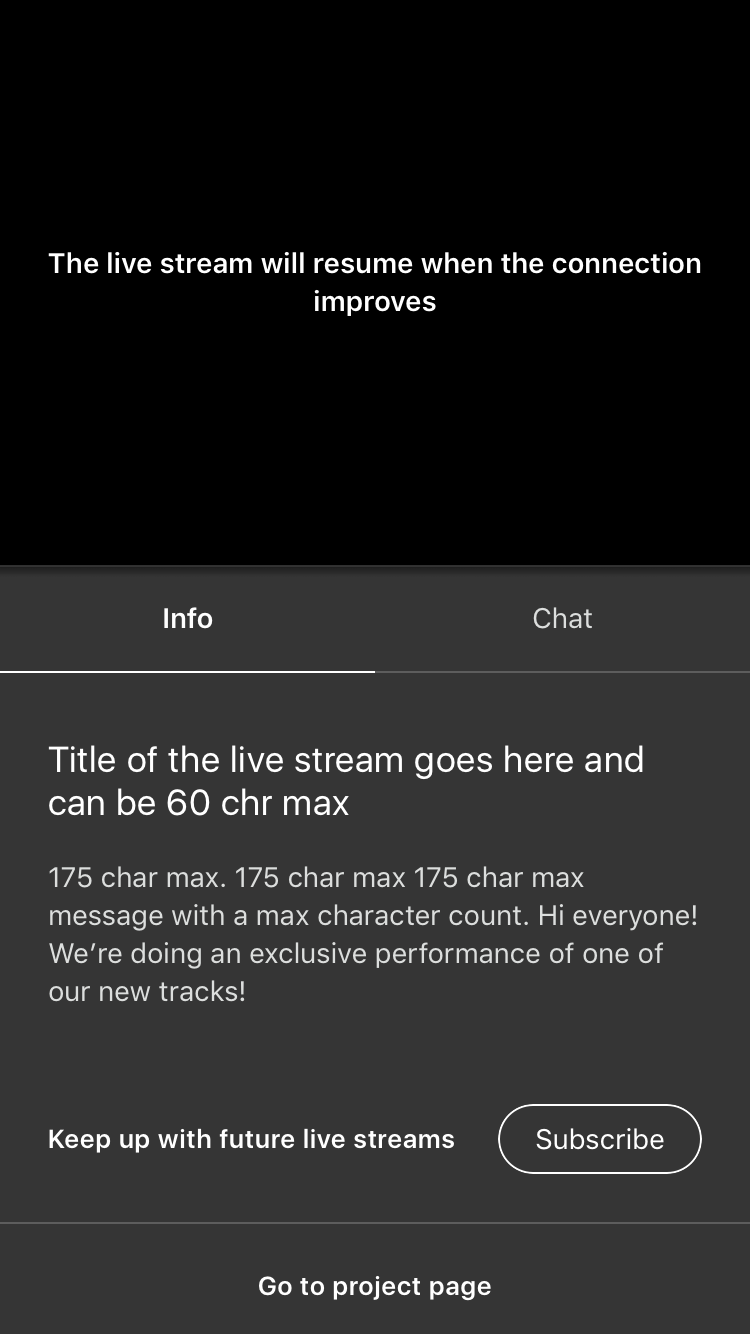 The live stream will resume when the connection
improves
Info
Chat
Title of the live stream goes here and
can be 60 chr max
175 char max. 175 char max 175 char max
message with a max character count. Hi everyone!
We’re doing an exclusive performance of one of
our new tracks!
Keep up with future live streams
Subscribe
Go to project page